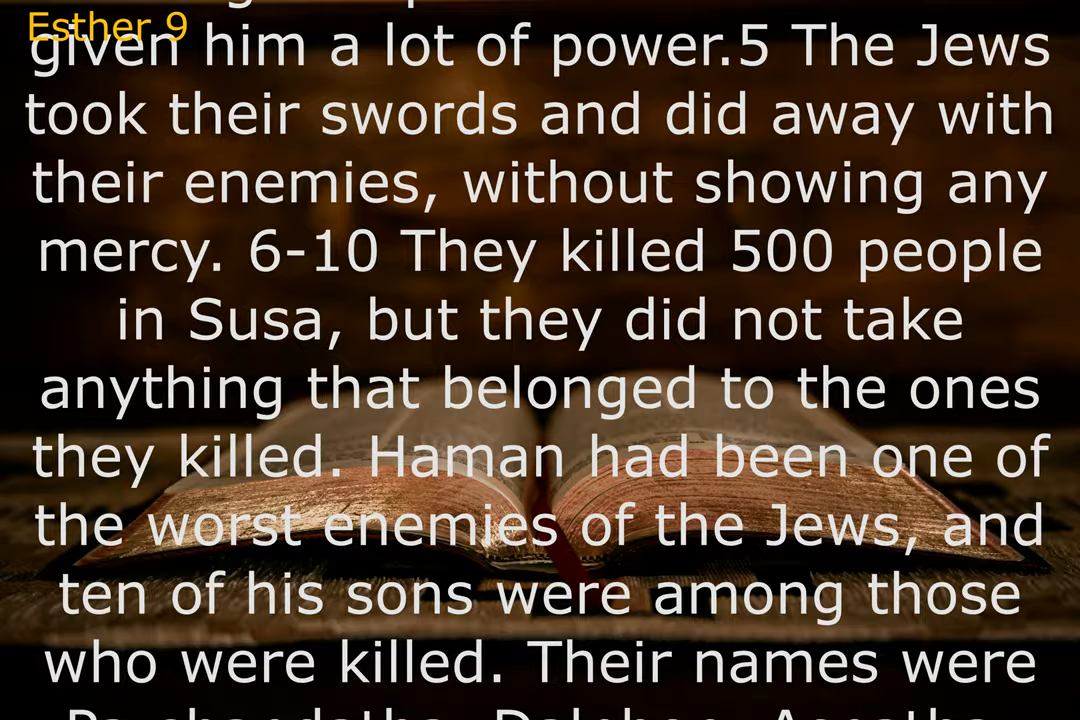 Esther 9
given him a lot of power.5 The Jews
took their swords and did away with
their enemies, without showing any
mercy. 6-10 They killed 500 people
in Susa, but they did not take
anything that belonged to the ones
they killed. Haman had been one of
the worst enemies of the Jews, and
ten of his sons were among those
who were killed. Their names were